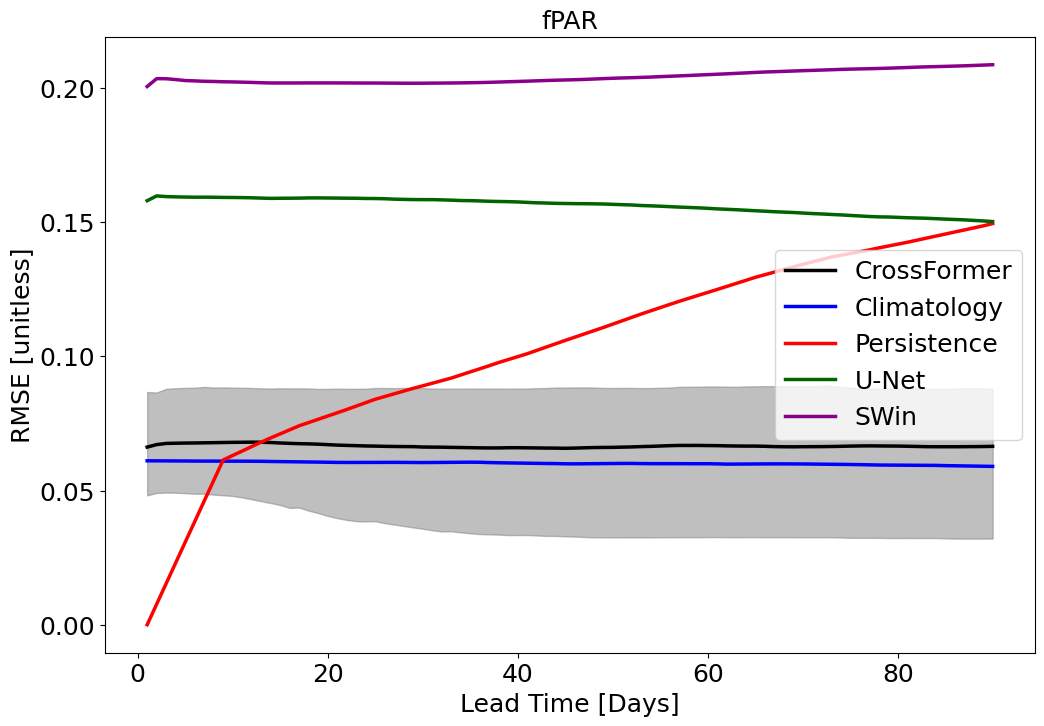 fPAR
RMSE [unitless]
0.20
0.15
0.10
0.05
0.00
CrossFormer
Climatology
Persistence
U-Net
SWin
0 20 40 60 80
Lead Time [Days]